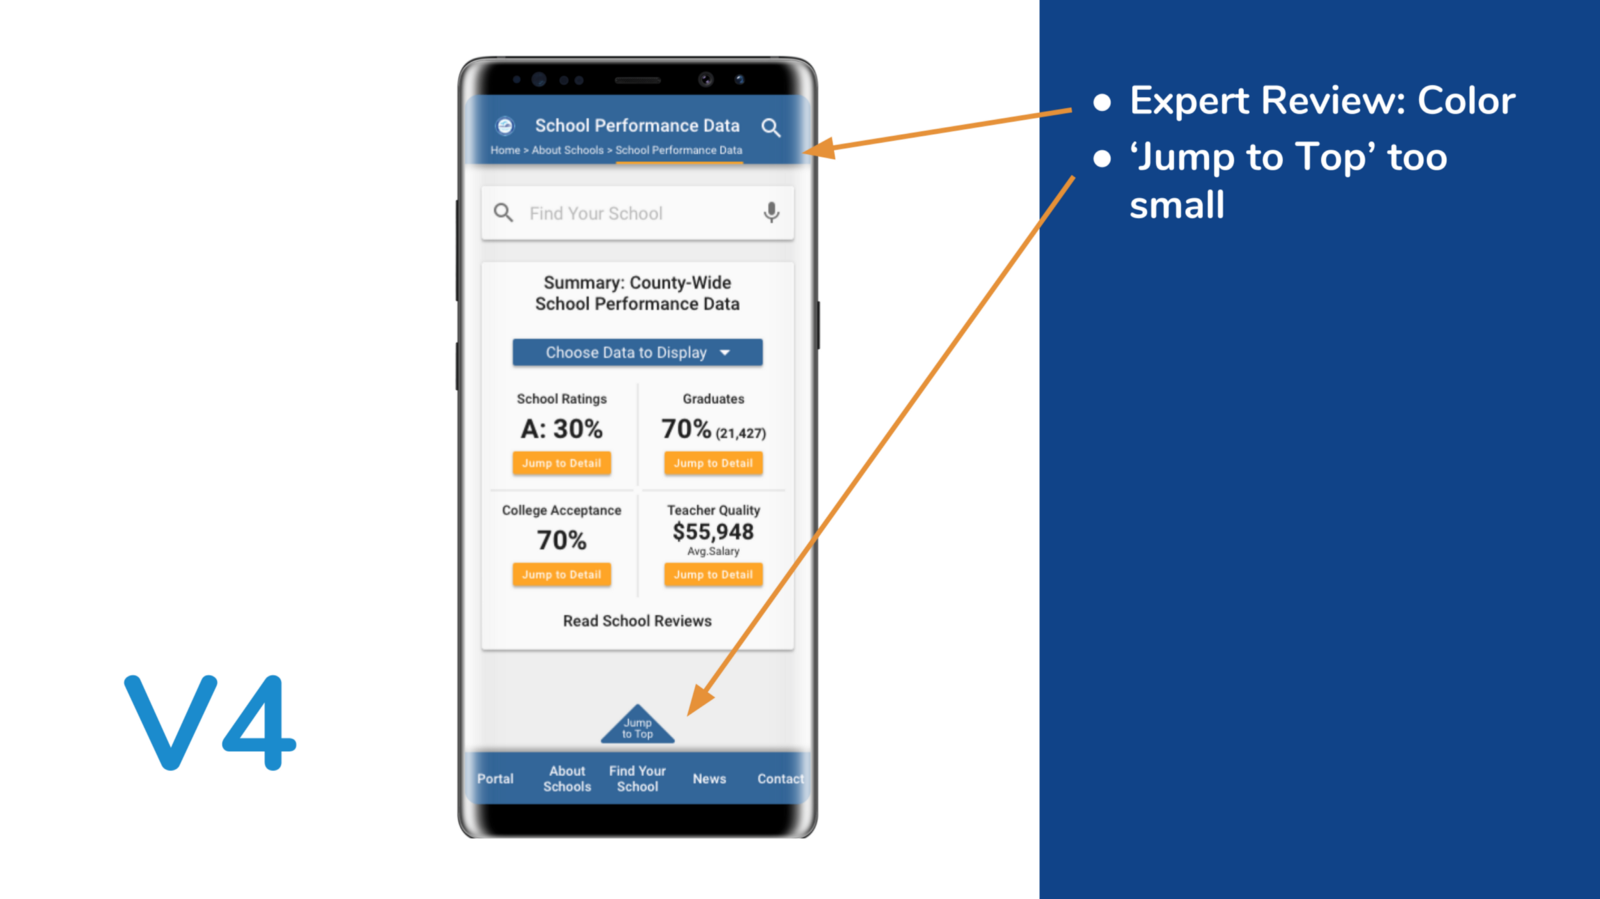 School Performance Data
Home > About Schools > School Performance Data
Find Your School
Summary: County-Wide
School Performance Data
Choose Data to Display
School Ratings
A: 30%
Jump to Detail
Graduates
70% (21,427)
Jump to Detail
College Acceptance
70%
Jump to Detail
Teacher Quality
$55,948
Avg.Salary
Jump to Detail
Read School Reviews
Jump
to Top
Portal
About
Schools
Find Your
School
News
Contact
V4
• Expert Review: Color
• ‘Jump to Top’ too
small